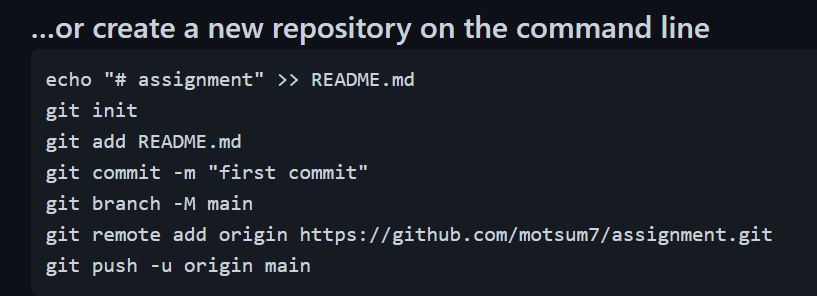 ...or create a new repository on the command line
echo "# assignment" >> README.md
git init
git add README.md
git commit -m "first commit"
git branch -M main
git remote add origin https://github.com/motsum7/assignment.git
git push -u origin main